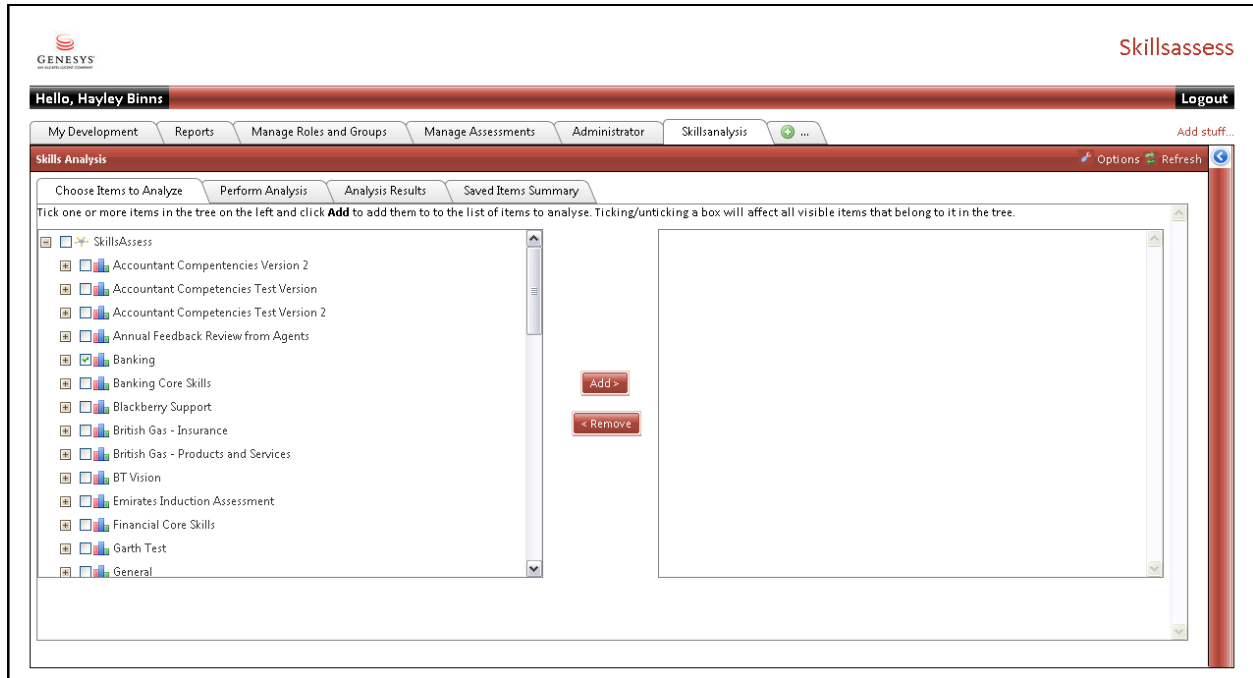 GENESYS
AN ALCATEL-LUCENT COMPANY
Skillsassess
Hello, Hayley Binns
Logout
My Development Reports Manage Roles and Groups Manage Assessments Administrator Skillsanalysis ...
Add stuff...
Skills Analysis
Options Refresh
Choose Items to Analyze Perform Analysis Analysis Results Saved Items Summary
Tick one or more items in the tree on the left and click Add to add them to to the list of items to analyse. Ticking/unticking a box will affect all visible items that belong to it in the tree.
SkillsAssess
Accountant Compentencies Version 2
Accountant Competencies Test Version
Accountant Competencies Test Version 2
Annual Feedback Review from Agents
Banking
Banking Core Skills
Blackberry Support
British Gas - Insurance
British Gas - Products and Services
BT Vision
Emirates Induction Assessment
Financial Core Skills
Garth Test
General
Add >
< Remove